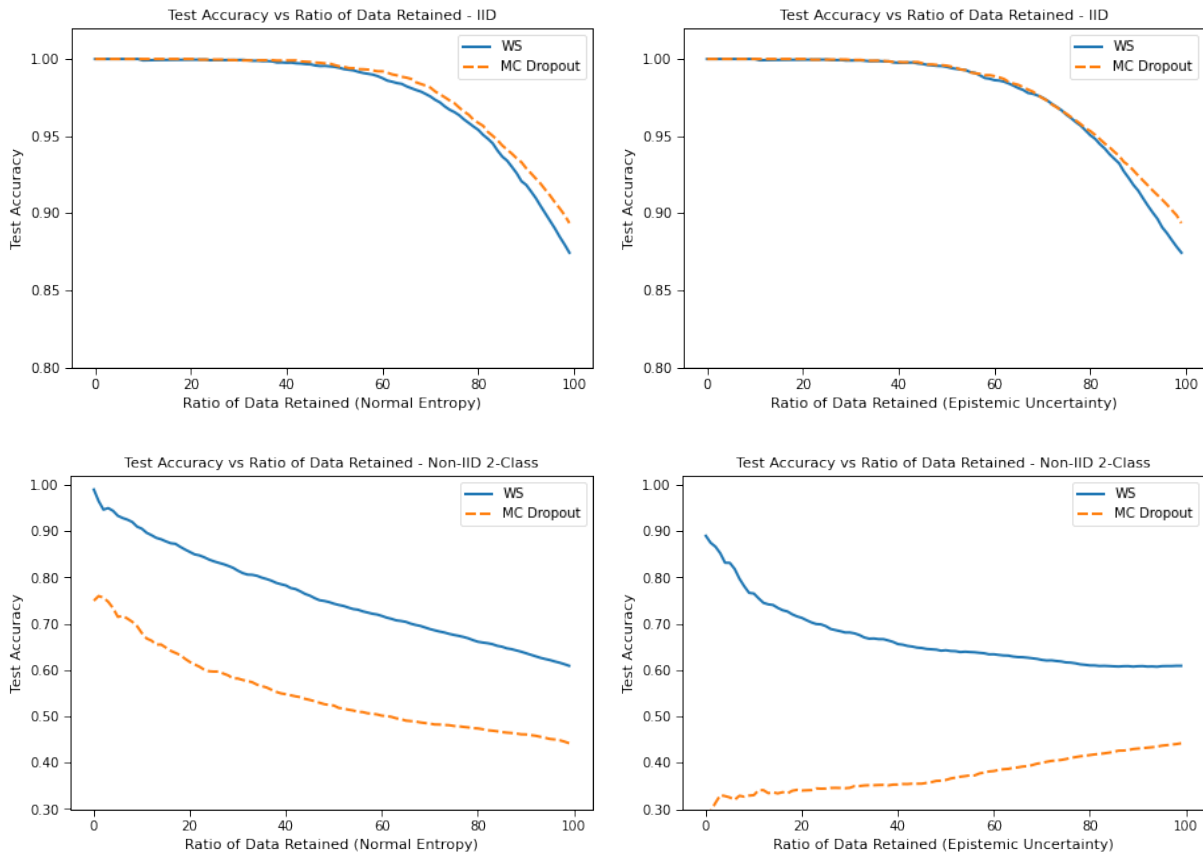 Test Accuracy vs Ratio of Data Retained - IID
WS
MC Dropout
1.00
0.95
0.90
0.85
0.80
Test Accuracy
0 20 40 60 80 100
Ratio of Data Retained (Normal Entropy)
Test Accuracy vs Ratio of Data Retained - IID
WS
MC Dropout
1.00
0.95
0.90
0.85
0.80
Test Accuracy
0 20 40 60 80 100
Ratio of Data Retained (Epistemic Uncertainty)
Test Accuracy vs Ratio of Data Retained - Non-IID 2-Class
WS
MC Dropout
1.00
0.90
0.80
0.70
0.60
0.50
0.40
0.30
Test Accuracy
0 20 40 60 80 100
Ratio of Data Retained (Normal Entropy)
Test Accuracy vs Ratio of Data Retained - Non-IID 2-Class
WS
MC Dropout
1.00
0.90
0.80
0.70
0.60
0.50
0.40
0.30
Test Accuracy
0 20 40 60 80 100
Ratio of Data Retained (Epistemic Uncertainty)